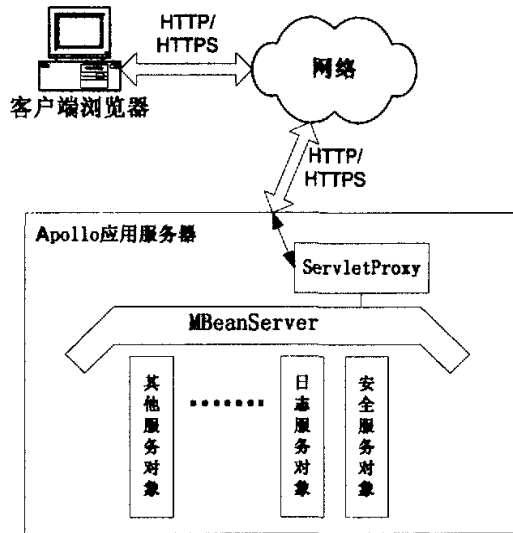 HTTP/
HTTPS
网络
客户端浏览器
HTTP/
HTTPS
Apollo应用服务器
ServletProxy
MBeanServer
其他服务对象
日志服务对象
安全服务对象